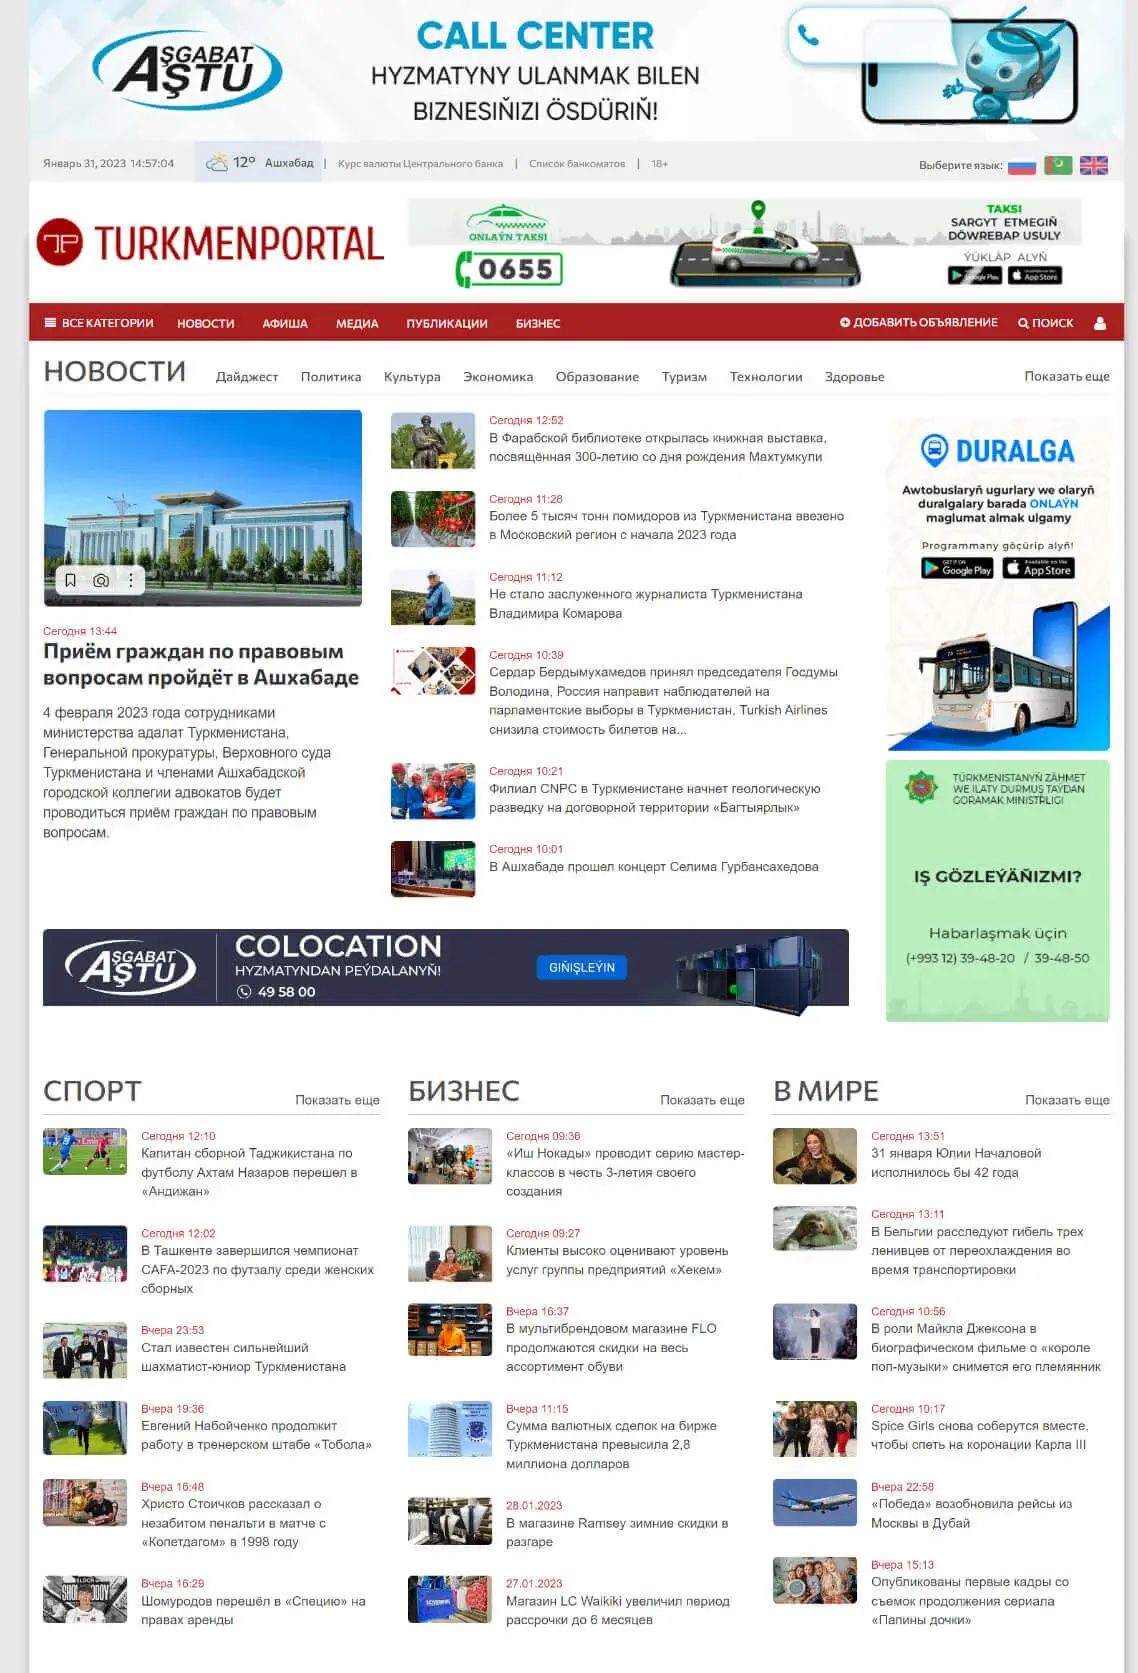 AŞGABAT
AŞTU
CALL CENTER
HYZMATYNY ULANMAK BILEN
BIZNESIŇIZI ÖSDÜRIŇ!
Январь 31, 2023 14:57:04
12° Ашхабад | Курс валюты Центрального банка | Список банкоматов | 18+
Выберите язык:
TP TURKMENPORTAL
ONLAÝN TAKSI
0655
TAKSI
SARGYT ETMEGIŇ
DÖWREBAP USULY
ÝÜKLÄP ALYŇ
Google Play
App Store
ВСЕ КАТЕГОРИИ НОВОСТИ АФИША МЕДИА ПУБЛИКАЦИИ БИЗНЕС ДОБАВИТЬ ОБЪЯВЛЕНИЕ ПОИСК
НОВОСТИ Дайджест Политика Культура Экономика Образование Туризм Технологии Здоровье Показать еще
Сегодня 13:44
Приём граждан по правовым
вопросам пройдёт в Ашхабаде
4 февраля 2023 года сотрудниками
министерства адалат Туркменистана,
Генеральной прокуратуры, Верховного суда
Туркменистана и членами Ашхабадской
городской коллегии адвокатов будет
проводиться приём граждан по правовым
вопросам.
Сегодня 12:52
В Фарабской библиотеке открылась книжная выставка,
посвящённая 300-летию со дня рождения Махтумкули
Сегодня 11:28
Более 5 тысяч тонн помидоров из Туркменистана ввезено
в Московский регион с начала 2023 года
Сегодня 11:12
Не стало заслуженного журналиста Туркменистана
Владимира Комарова
Сегодня 10:39
Сердар Бердымухамедов принял председателя Госдумы
Володина, Россия направит наблюдателей на
парламентские выборы в Туркменистан, Turkish Airlines
снизила стоимость билетов на...
Сегодня 10:21
Филиал CNPC в Туркменистане начнет геологическую
разведку на договорной территории «Багтыярлык»
Сегодня 10:01
В Ашхабаде прошел концерт Селима Гурбансахедова
DURALGA
Awtobuslaryň ugurlary we olaryň
duralgalary barada ONLAÝN
maglumat almak ulgamy
Programmany göçürip alyň!
GET IT ON
Google Play
Available on the
App Store
TÜRKMENISTANYŇ ZÄHMET
WE ILATY DURMUŞ TAÝDAN
GORAMAK MINISTRLIGI
IŞ GÖZLEÝÄŇIZMI?
Habarlaşmak üçin
(+993 12) 39-48-20 / 39-48-50
AŞGABAT
AŞTU
COLOCATION
HYZMATYNDAN PEÝDALANYŇ!
49 58 00
GIŇIŞLEÝIN
СПОРТ Показать еще
Сегодня 12:10
Капитан сборной Таджикистана по
футболу Ахтам Назаров перешел в
«Андижан»
Сегодня 12:02
В Ташкенте завершился чемпионат
CAFA-2023 по футзалу среди женских
сборных
Вчера 23:53
Стал известен сильнейший
шахматист-юниор Туркменистана
Вчера 19:36
Евгений Набойченко продолжит
работу в тренерском штабе «Тобола»
Вчера 16:48
Христо Стоичков рассказал о
незабитом пенальти в матче с
«Копетдагом» в 1998 году
Вчера 16:29
Шомуродов перешёл в «Специю» на
правах аренды
БИЗНЕС Показать еще
Сегодня 09:36
«Иш Нокады» проводит серию мастер-
классов в честь 3-летия своего
создания
Сегодня 09:27
Клиенты высоко оценивают уровень
услуг группы предприятий «Хекем»
Вчера 16:37
В мультибрендовом магазине FLO
продолжаются скидки на весь
ассортимент обуви
Вчера 11:15
Сумма валютных сделок на бирже
Туркменистана превысила 2,8
миллиона долларов
28.01.2023
В магазине Ramsey зимние скидки в
разгаре
27.01.2023
Магазин LC Waikiki увеличил период
рассрочки до 6 месяцев
В МИРЕ Показать еще
Сегодня 13:51
31 января Юлии Началовой
исполнилось бы 42 года
Сегодня 13:11
В Бельгии расследуют гибель трех
ленивцев от переохлаждения во
время транспортировки
Сегодня 10:56
В роли Майкла Джексона в
биографическом фильме о «короле
поп-музыки» снимется его племянник
Сегодня 10:17
Spice Girls снова соберутся вместе,
чтобы спеть на коронации Карла III
Вчера 22:58
«Победа» возобновила рейсы из
Москвы в Дубай
Вчера 15:13
Опубликованы первые кадры со
съемок продолжения сериала
«Папины дочки»